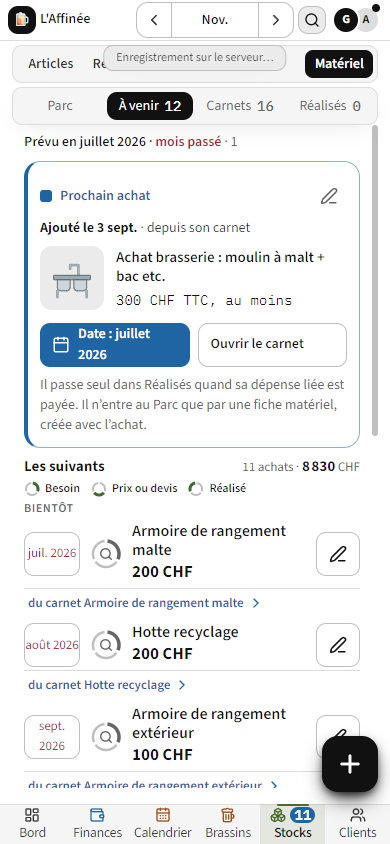 L'Affinée
Nov.
G
A
Articles
Enregistrement sur le serveur…
Matériel
Parc
À venir 12
Carnets 16
Réalisés 0
Prévu en juillet 2026 · mois passé · 1
Prochain achat
Ajouté le 3 sept. · depuis son carnet
Achat brasserie : moulin à malt +
bac etc.
300 CHF TTC, au moins
Date : juillet
2026
Ouvrir le carnet
Il passe seul dans Réalisés quand sa dépense liée est
payée. Il n'entre au Parc que par une fiche matériel,
créée avec l'achat.
Les suivants
11 achats · 8 830 CHF
Besoin
Prix ou devis
Réalisé
BIENTÔT
juil. 2026
Armoire de rangement
malte
200 CHF
du carnet Armoire de rangement malte
août 2026
Hotte recyclage
200 CHF
du carnet Hotte recyclage
sept.
2026
Armoire de rangement
extérieur
100 CHF
du carnet Armoire de rangement extérieur
Bord
Finances
Calendrier
Brassins
11
Stocks
Clients